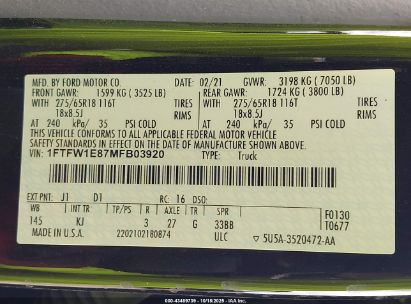 MFD. BY FORD MOTOR CO.
02/21 GVWR: 3198 KG ( 7050 LB)
FRONT GAWR: 1599 KG ( 3525 LB)
REAR GAWR: 1724 KG ( 3800 LB)
WITH 275/65R18 116T TIRES
18x8.5J RIMS
AT 240 kPa/ 35 PSI COLD
WITH 275/65R18 116T TIRES
18x8.5J RIMS
AT 240 kPa/ 35 PSI COLD
THIS VEHICLE CONFORMS TO ALL APPLICABLE FEDERAL MOTOR VEHICLE
SAFETY STANDARDS IN EFFECT ON THE DATE OF MANUFACTURE SHOWN ABOVE.
VIN: 1FTFW1E87MFB03920
TYPE: Truck
EXT PNT: J1 D1 RC: 16 DSO:
WB INT TR TP/PS R AXLE TR SPR
145 KJ 3 27 G 33BB
2202102180874 ULC
F0130
T0677
5U5A-3520472-AA